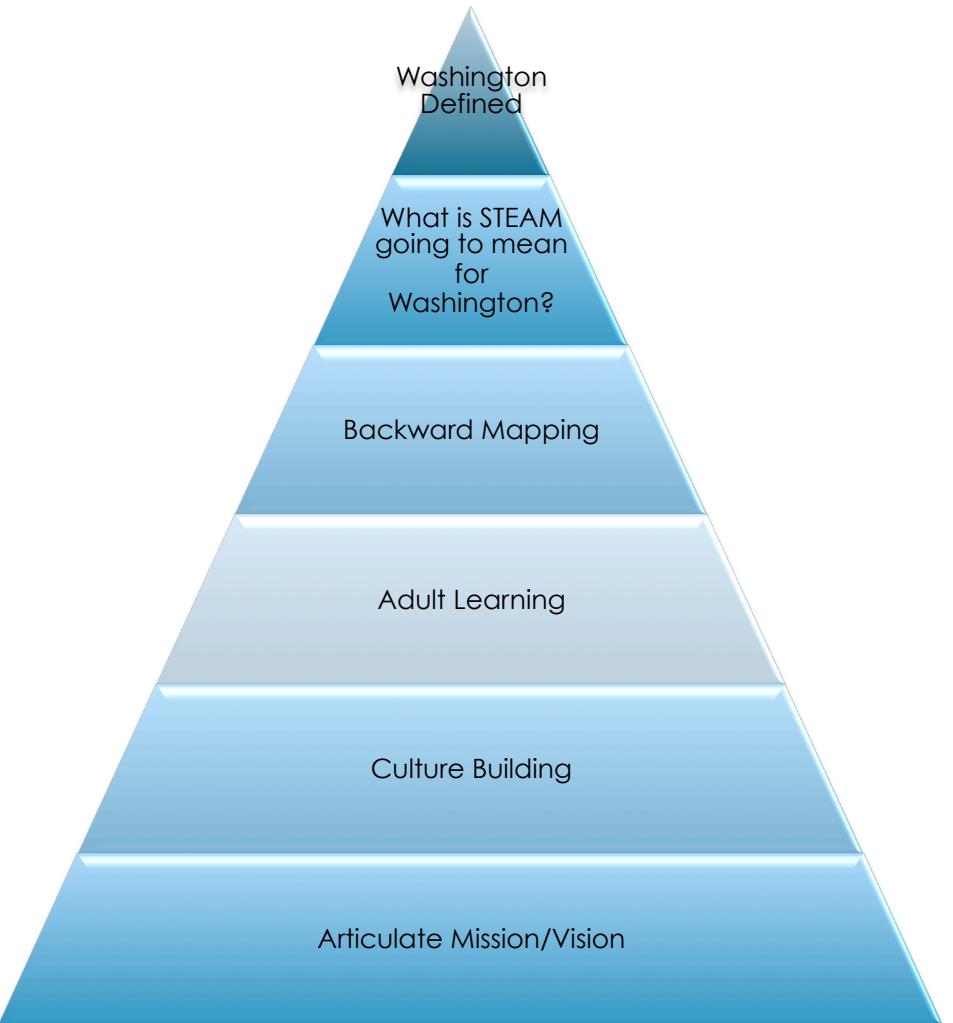 Washington
Defined
What is STEAM
going to mean
for
Washington?
Backward Mapping
Adult Learning
Culture Building
Articulate Mission/Vision